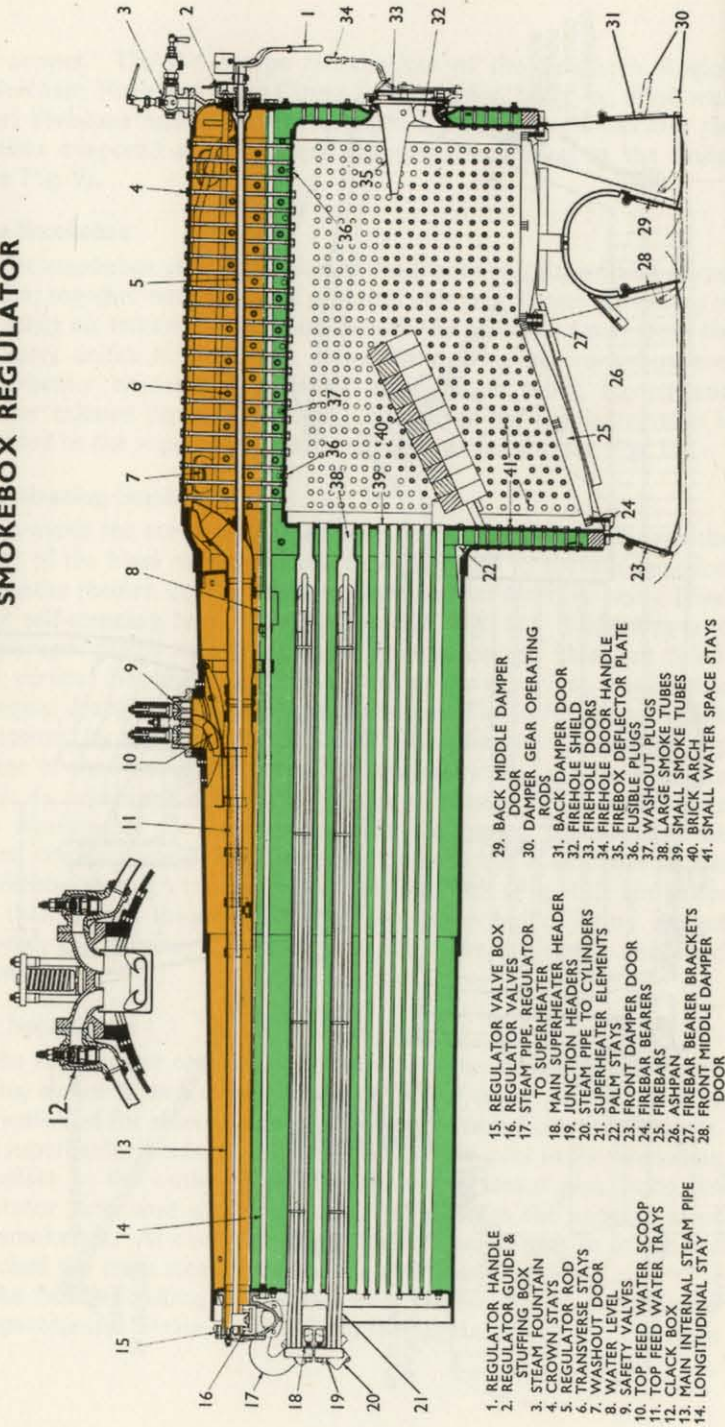 SMOKEBOX REGULATOR
12
13
14
11
10
9
8
7
6
5
4
3
2
1
34
33
32
15
16
17
18
19
20
21
22
23
24
25
26
27
28
29
30
31
35
36
37
36
38
39
40
41
1. REGULATOR HANDLE
2. REGULATOR GUIDE &
STUFFING BOX
3. STEAM FOUNTAIN
4. CROWN STAYS
5. REGULATOR ROD
6. TRANSVERSE STAYS
7. WASHOUT DOOR
8. WATER LEVEL
9. SAFETY VALVES
10. TOP FEED WATER SCOOP
11. TOP FEED WATER TRAYS
12. CLACK BOX
13. MAIN INTERNAL STEAM PIPE
14. LONGITUDINAL STAY
15. REGULATOR VALVE BOX
16. REGULATOR VALVES
17. STEAM PIPE, REGULATOR
TO SUPERHEATER
18. MAIN SUPERHEATER HEADER
19. JUNCTION HEADERS
20. STEAM PIPE TO CYLINDERS
21. SUPERHEATER ELEMENTS
22. PALM STAYS
23. FRONT DAMPER DOOR
24. FIREBAR BEARERS
25. FIREBARS
26. ASHPAN
27. FIREBAR BEARER BRACKETS
28. FRONT MIDDLE DAMPER
DOOR
29. BACK MIDDLE DAMPER
DOOR
30. DAMPER GEAR OPERATING
RODS
31. BACK DAMPER DOOR
32. FIREHOLE SHIELD
33. FIREHOLE DOORS
34. FIREHOLE DOOR HANDLE
35. FIREBOX DEFLECTOR PLATE
36. FUSIBLE PLUGS
37. WASHOUT PLUGS
38. LARGE SMOKE TUBES
39. SMALL SMOKE TUBES
40. BRICK ARCH
41. SMALL WATER SPACE STAYS